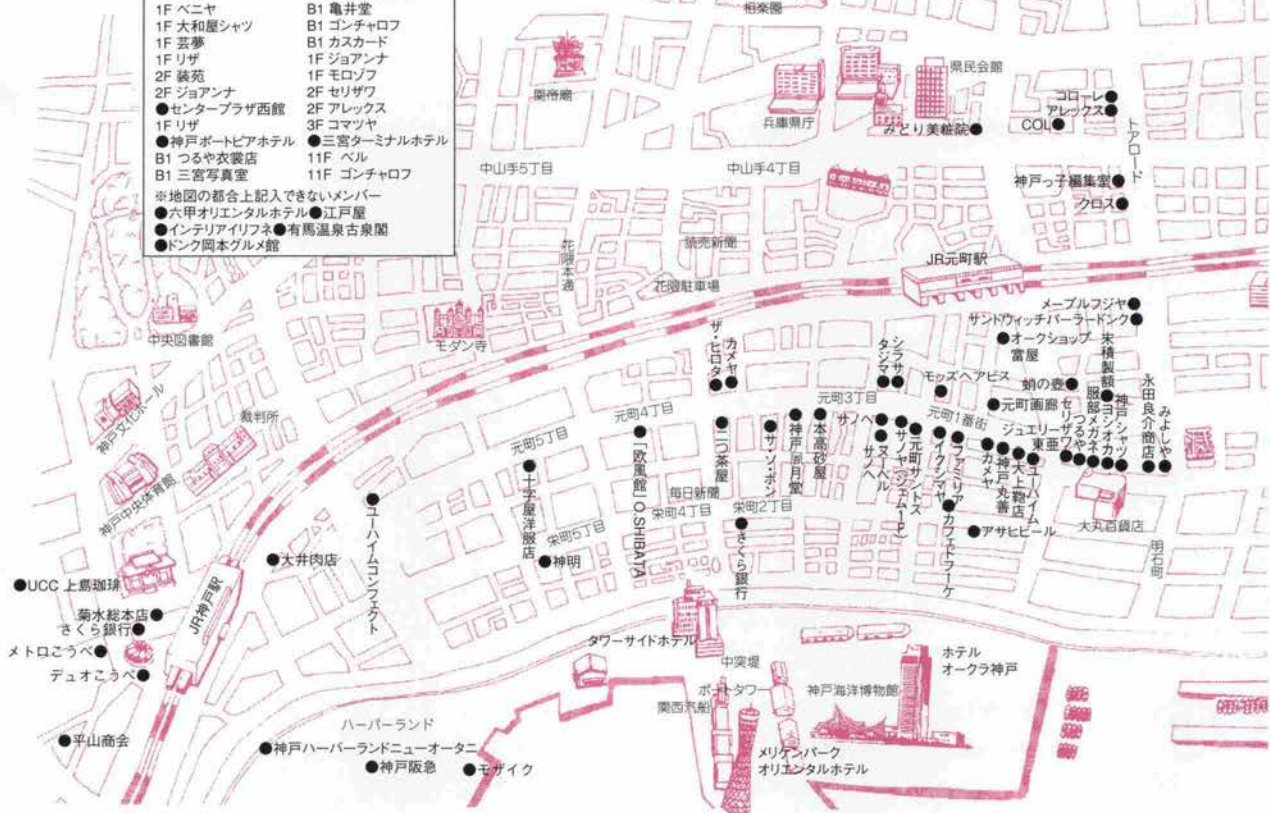 1F ベニヤ
1F 大和屋シャツ
1F 芸夢
1F リザ
2F 装苑
2F ジョアンナ
●センタープラザ西館
1F リザ
●神戸ポートピアホテル
B1 つるや衣裳店
B1 三宮写真室
B1 亀井堂
B1 ゴンチャロフ
B1 カスカード
1F ジョアンナ
1F モロゾフ
2F セリザワ
2F アレックス
3F コマツヤ
●三宮ターミナルホテル
11F ベル
11F ゴンチャロフ
※地図の都合上記入できないメンバー
●六甲オリエンタルホテル●江戸屋
●インテリアイリフネ●有馬温泉古泉閣
●ドンク岡本グルメ館
相楽園
関帝廟
兵庫県庁
県民会館
みどり美粧院●
コローレ●
アレックス●
COL●
トアロード
中山手5丁目
中山手4丁目
神戸っ子編集室●
クロス●
花隈本通
読売新聞
花隈駐車場
JR元町駅
中央図書館
モダン寺
メープルフジヤ●
サンドウィッチパーラードンク●
●オークショップ
富屋
ザ・ヒロタ
カメヤ
タジマ
シラサ
モッズヘアビス
蛸の壺●
末積製額
永田良介商店
みよしや
神戸文化ホール
裁判所
元町5丁目
元町4丁目
元町3丁目
元町1番街
●元町画廊
ジュエリー
東亜●
セリザワ
つるや
服部メガネ
ヨシオカ
神戸シャツ
神戸中央体育館
●ユーハイムコンフェクト
●十字屋洋服店
●「欧風館」O.SHIBATA
●二つ茶屋
●サ・ソ・ボン
●神戸風月堂
●本高砂屋
サノヘ●
●ヌーベルサノヘ
●サノヤ(ジェムード)
●元町サントス
●イクシマヤ
●ファミリア
●カメヤ
●神戸丸善
●大上鞄店
●ユーハイム
毎日新聞
栄町5丁目
栄町4丁目
栄町2丁目
●さくら銀行
●カフェドフーケ
●アサヒビール
大丸百貨店
明石町
●神明
●大井肉店
●UCC 上島珈琲
菊水総本店●
さくら銀行●
メトロこうべ●
デュオこうべ●
JR神戸駅
タワーサイドホテル
中突堤
ポートタワー
関西汽船
神戸海洋博物館
●ホテル
オークラ神戸
ハーバーランド
●平山商会
●神戸ハーバーランドニューオータニ
●神戸阪急
●モザイク
メリケンパーク
オリエンタルホテル